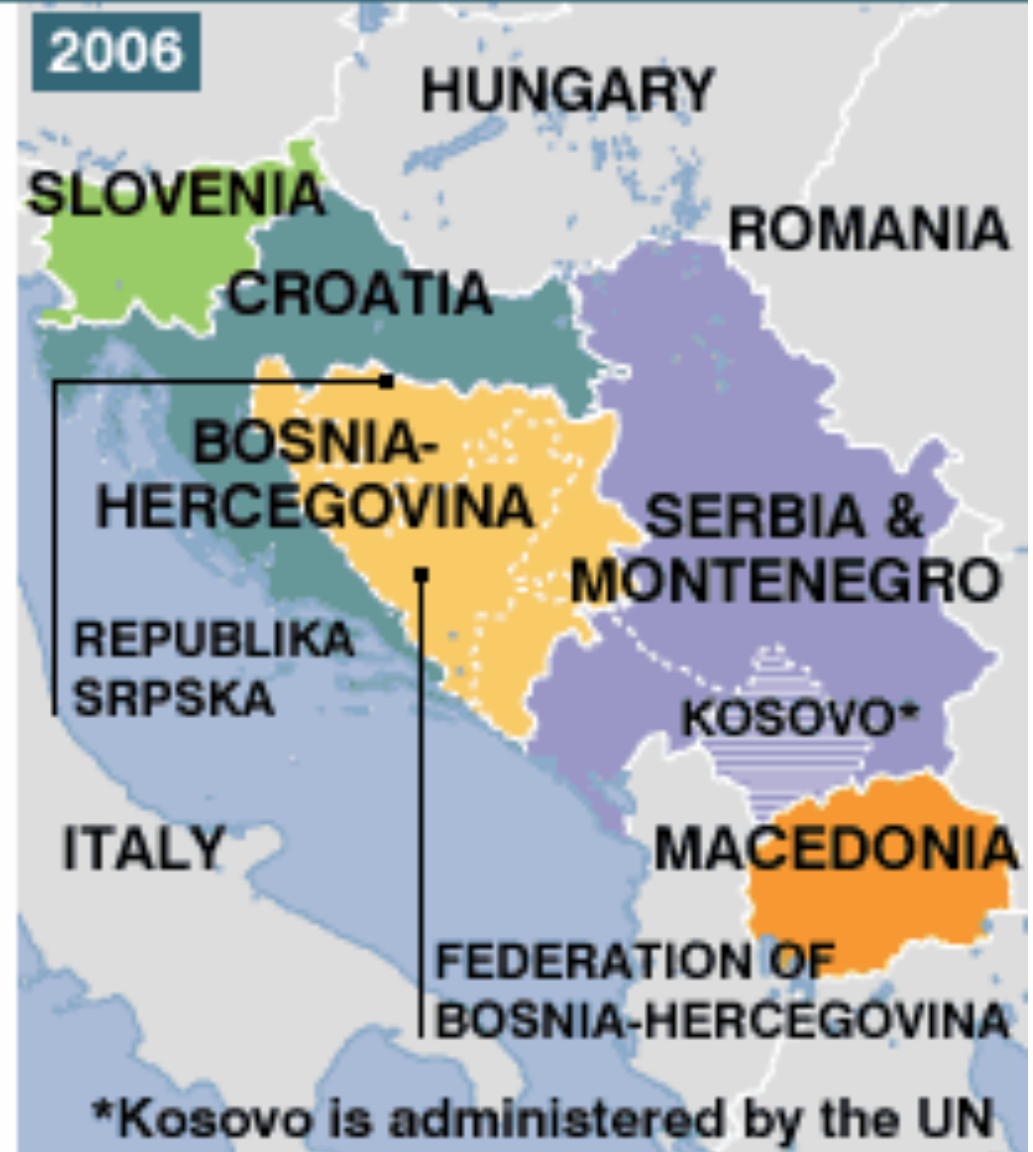 2006
HUNGARY
SLOVENIA
ROMANIA
CROATIA
BOSNIA-
HERCEGOVINA
SERBIA &
MONTENEGRO
REPUBLIKA
SRPSKA
KOSOVO*
ITALY
MACEDONIA
FEDERATION OF
BOSNIA-HERCEGOVINA
*Kosovo is administered by the UN